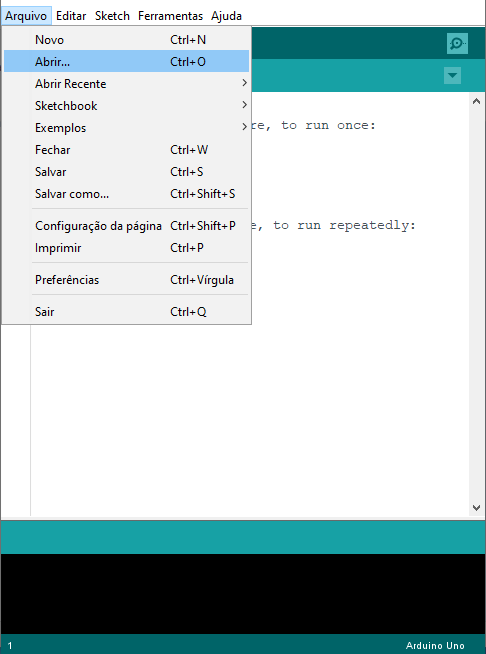 Arquivo Editar Sketch Ferramentas Ajuda
Novo Ctrl+N
Abrir... Ctrl+O
Abrir Recente
Sketchbook
Exemplos
re, to run once:
Fechar Ctrl+W
Salvar Ctrl+S
Salvar como... Ctrl+Shift+S
Configuração da página Ctrl+Shift+P
e, to run repeatedly:
Imprimir Ctrl+P
Preferências Ctrl+Vírgula
Sair Ctrl+Q
1 Arduino Uno